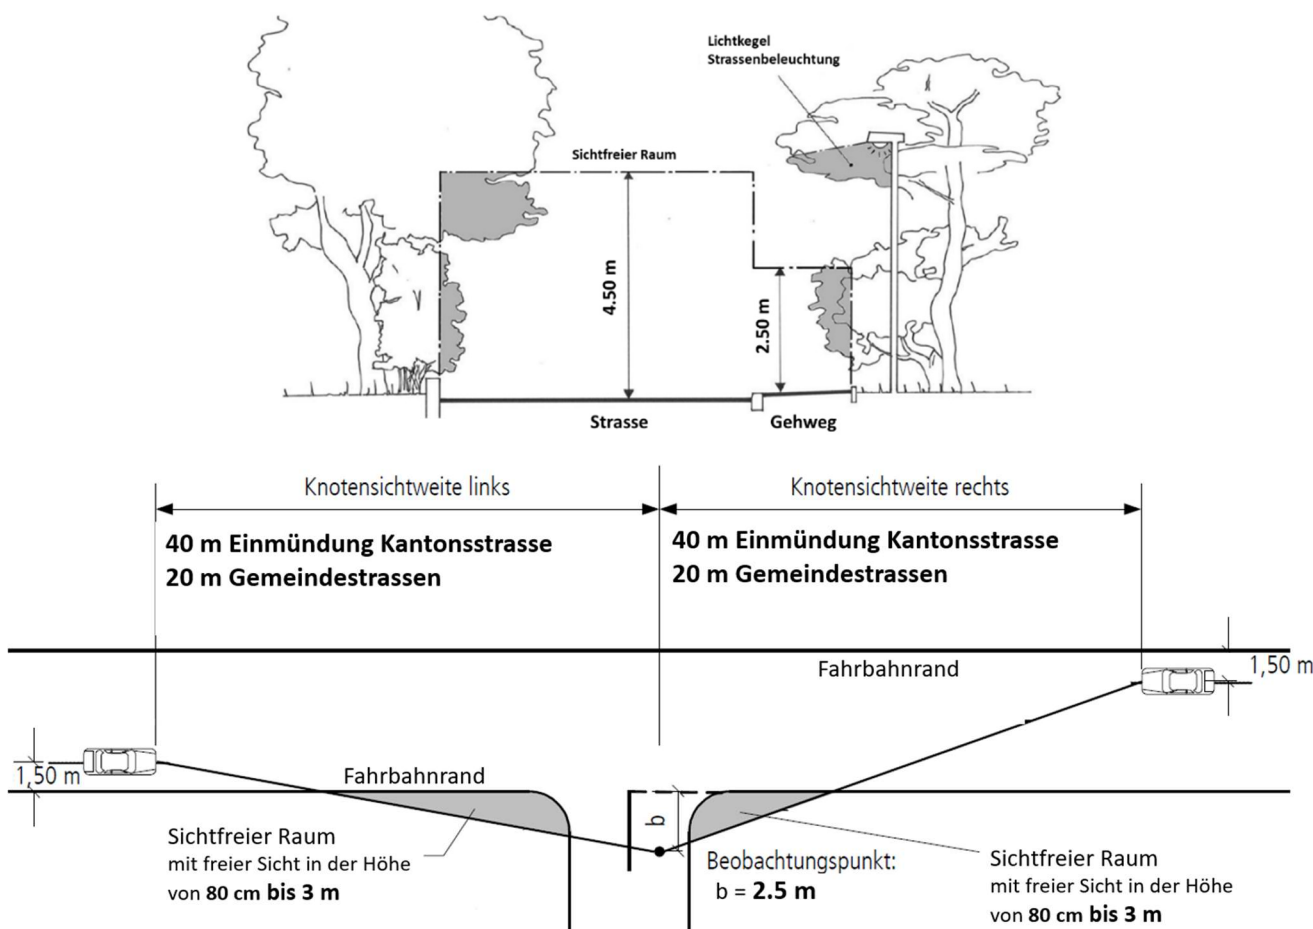 Lichtkegel
Strassenbeleuchtung
Sichtfreier Raum
4.50 m
2.50 m
Strasse
Gehweg
Knotensichtweite links
Knotensichtweite rechts
40 m Einmündung Kantonsstrasse
20 m Gemeindestrassen
40 m Einmündung Kantonsstrasse
20 m Gemeindestrassen
Fahrbahnrand
1,50 m
1,50 m
Fahrbahnrand
b
Sichtfreier Raum
mit freier Sicht in der Höhe
von 80 cm bis 3 m
Beobachtungspunkt:
b = 2.5 m
Sichtfreier Raum
mit freier Sicht in der Höhe
von 80 cm bis 3 m